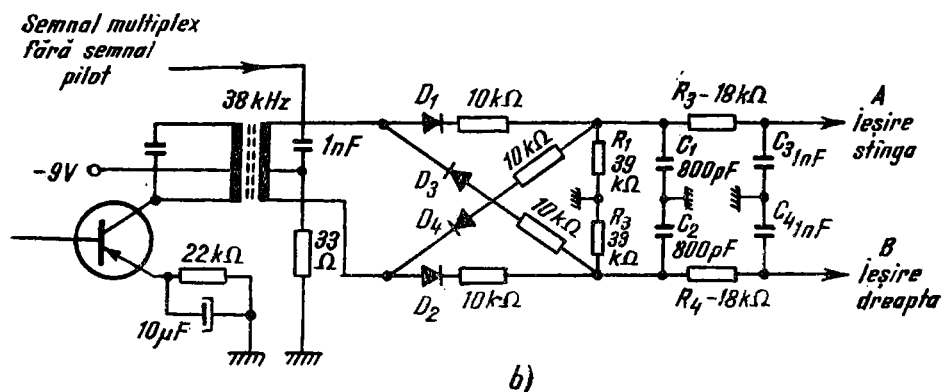 Semnal multiplex
fără semnal
pilot
38kHz
-9V
22kΩ
10µF
33
Ω
1nF
D1
10kΩ
D3
D4
10kΩ
10kΩ
D2
10kΩ
R1
39
kΩ
R3
39
kΩ
C1
800pF
C2
800pF
R3-18kΩ
R4-18kΩ
C3 1nF
C4 1nF
A
Ieșire
stînga
B
Ieșire
dreapta
b)